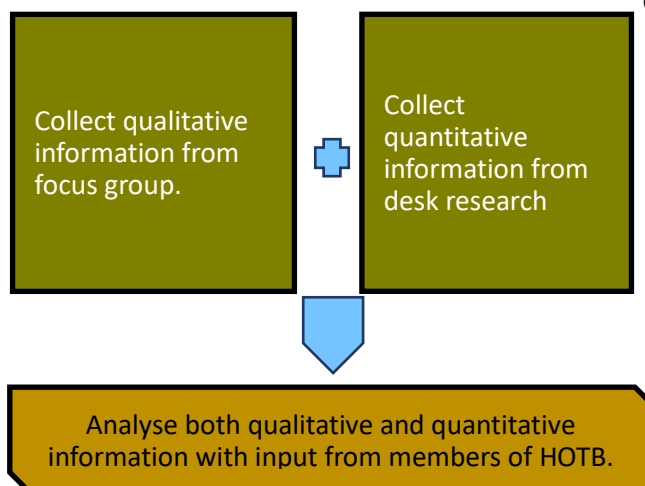 Collect qualitative
information from
focus group.
Collect
quantitative
information from
desk research
Analyse both qualitative and quantitative
information with input from members of HOTB.